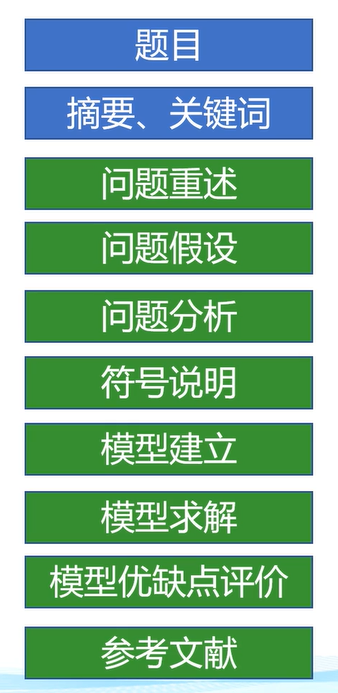 题目
摘要、关键词
问题重述
问题假设
问题分析
符号说明
模型建立
模型求解
模型优缺点评价
参考文献